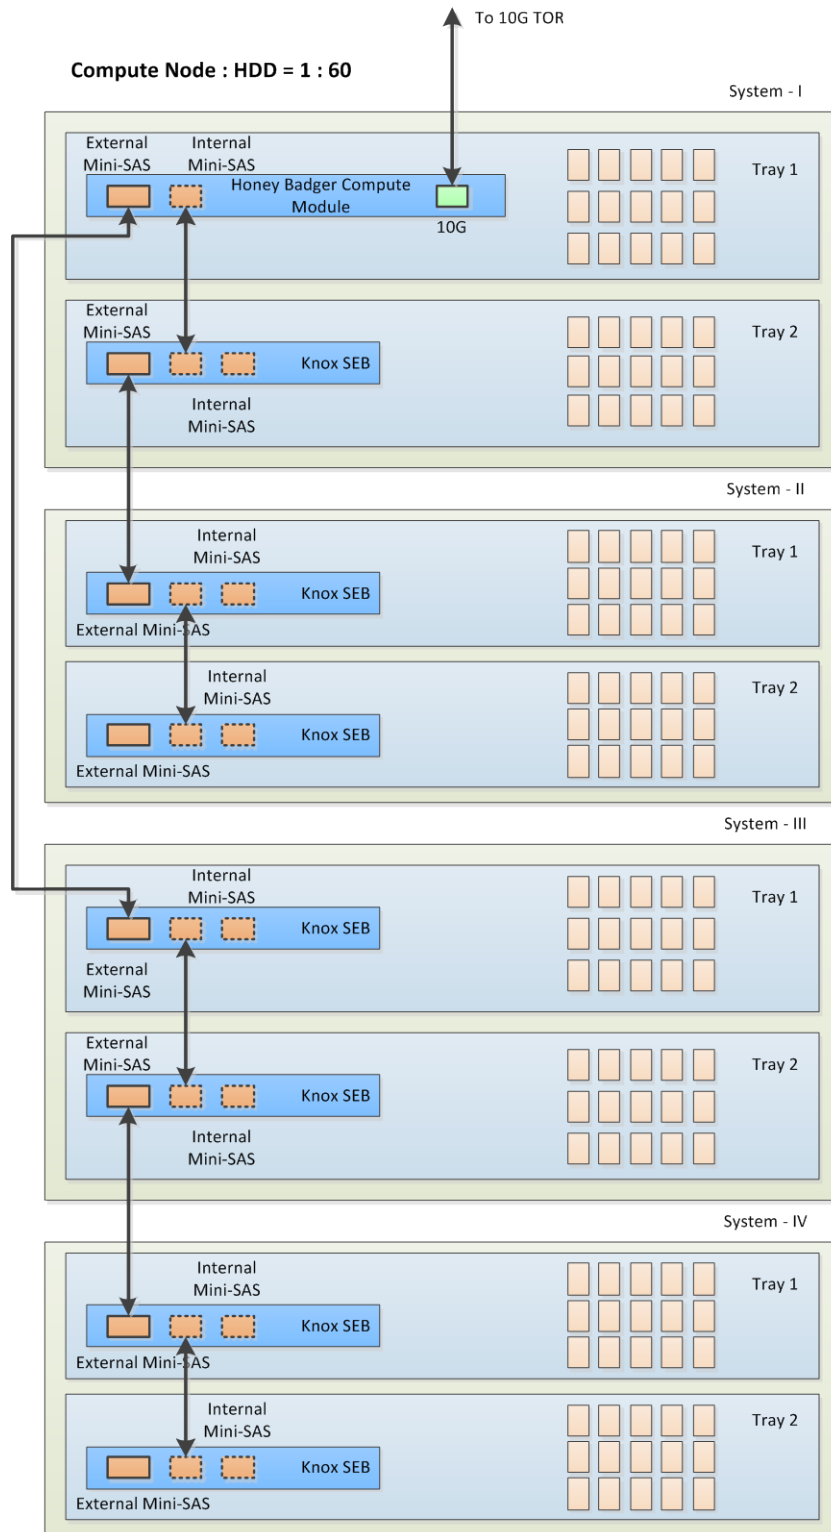 To 10G TOR
Compute Node : HDD = 1 : 60
System - I
External
Mini-SAS
Internal
Mini-SAS
Tray 1
Honey Badger Compute
Module
10G
External
Mini-SAS
Tray 2
Knox SEB
Internal
Mini-SAS
System - II
Internal
Mini-SAS
Tray 1
Knox SEB
External Mini-SAS
Internal
Mini-SAS
Tray 2
Knox SEB
External Mini-SAS
System - III
Internal
Mini-SAS
Tray 1
Knox SEB
External
Mini-SAS
External
Mini-SAS
Tray 2
Knox SEB
Internal
Mini-SAS
System - IV
Internal
Mini-SAS
Tray 1
Knox SEB
External Mini-SAS
Internal
Mini-SAS
Tray 2
Knox SEB
External Mini-SAS